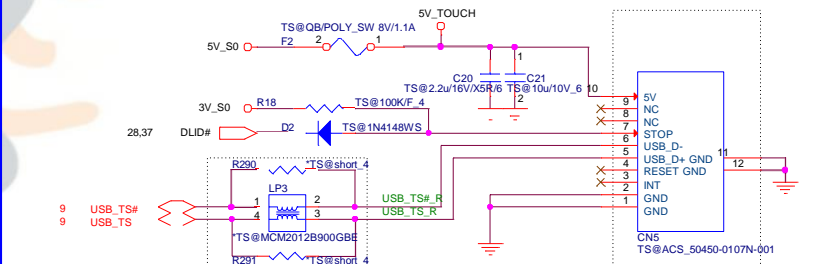 5V_TOUCH
TS@QB/POLY_SW 8V/1.1A
5V_S0
F2
2
1
1
C20
C21
TS@2.2u/16V/X5R/6
TS@10u/10V_6
2
3V_S0
R18
TS@100K/F_4
28,37
DLID#
D2
TS@1N4148WS
10
5V
9
NC
8
NC
7
STOP
6
USB_D-
5
USB_D+
GND
11
4
RESET
GND
12
3
INT
2
GND
1
GND
CN5
TS@ACS_50450-0107N-001
R290
*TS@short_4
LP3
9
USB_TS#
1
2
USB_TS#_R
9
USB_TS
4
3
USB_TS_R
*TS@MCM2012B900GBE
R291
*TS@short_4